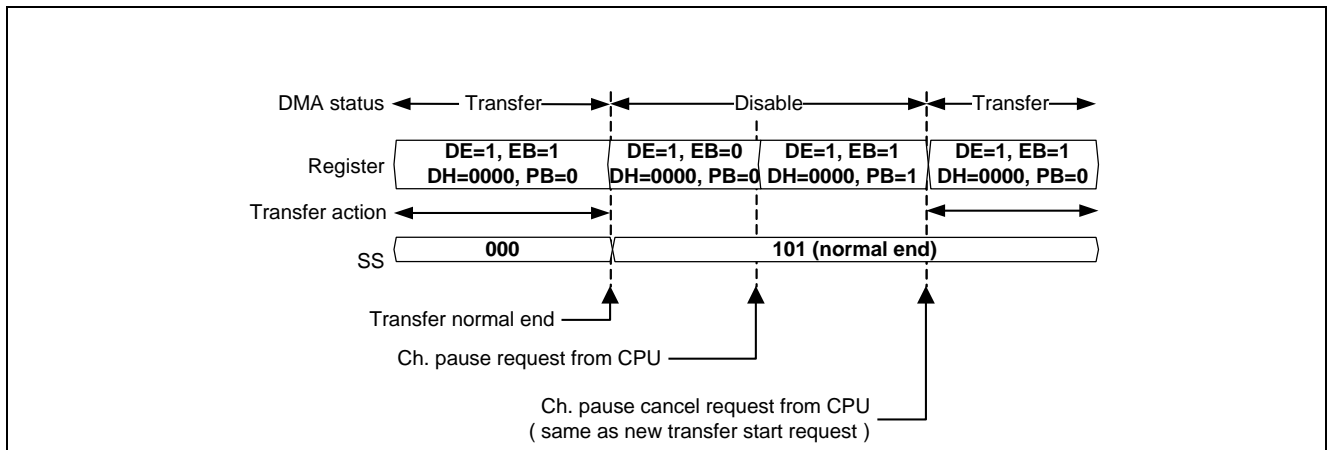 DMA status Transfer Disable Transfer
Register DE=1, EB=1 DE=1, EB=0 DE=1, EB=1 DE=1, EB=1
DH=0000, PB=0 DH=0000, PB=0 DH=0000, PB=1 DH=0000, PB=0
Transfer action
SS 000 101 (normal end)
Transfer normal end
Ch. pause request from CPU
Ch. pause cancel request from CPU
( same as new transfer start request )